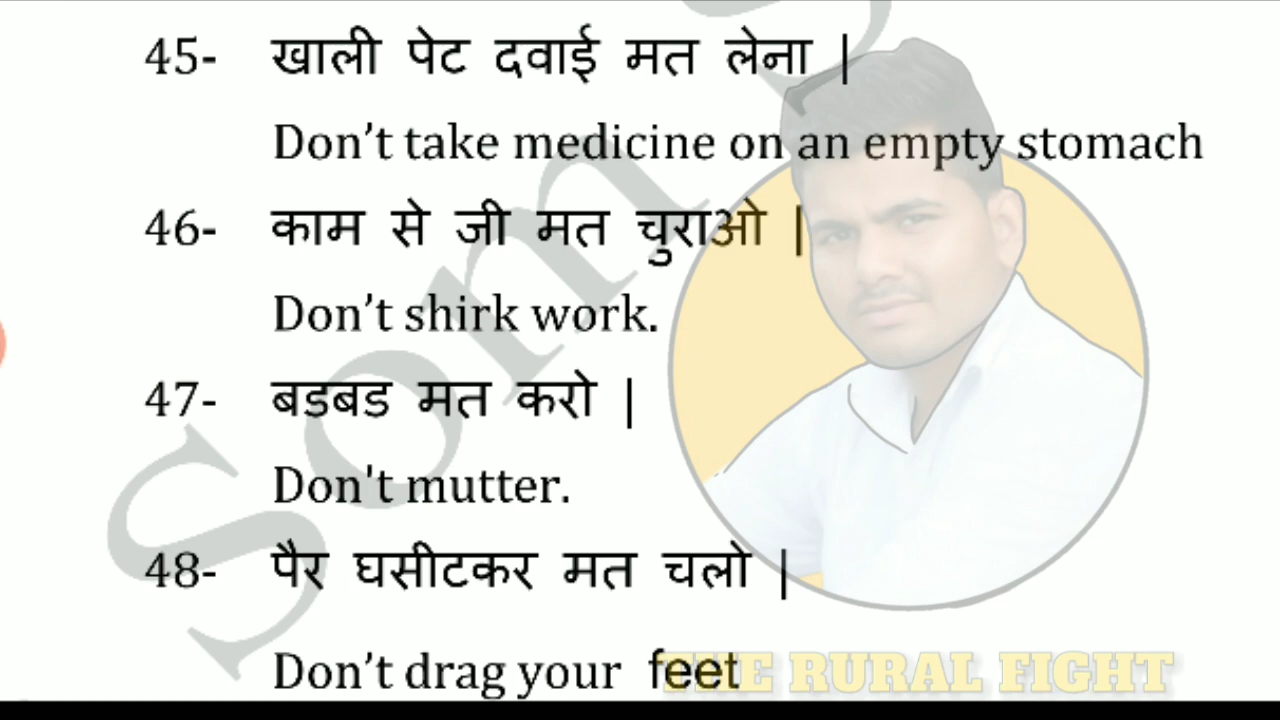 45- खाली पेट दवाई मत लेना |
Don't take medicine on an empty stomach
46- काम से जी मत चुराओ |
Don't shirk work.
47- बडबड मत करो |
Don't mutter.
48- पैर घसीटकर मत चलो |
Don't drag your feet
THE RURAL FIGHT
Som